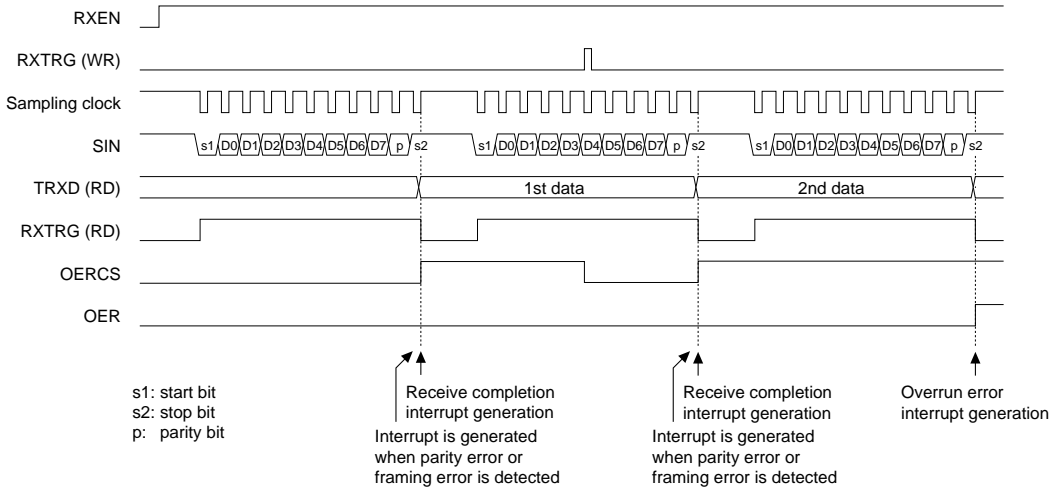 RXEN
RXTRG (WR)
Sampling clock
SIN
s1 D0 D1 D2 D3 D4 D5 D6 D7 p s2 s1 D0 D1 D2 D3 D4 D5 D6 D7 p s2 s1 D0 D1 D2 D3 D4 D5 D6 D7 p s2
TRXD (RD)
1st data 2nd data
RXTRG (RD)
OERCS
OER
s1: start bit
s2: stop bit
p: parity bit
Receive completion
interrupt generation
Interrupt is generated
when parity error or
framing error is detected
Receive completion
interrupt generation
Interrupt is generated
when parity error or
framing error is detected
Overrun error
interrupt generation